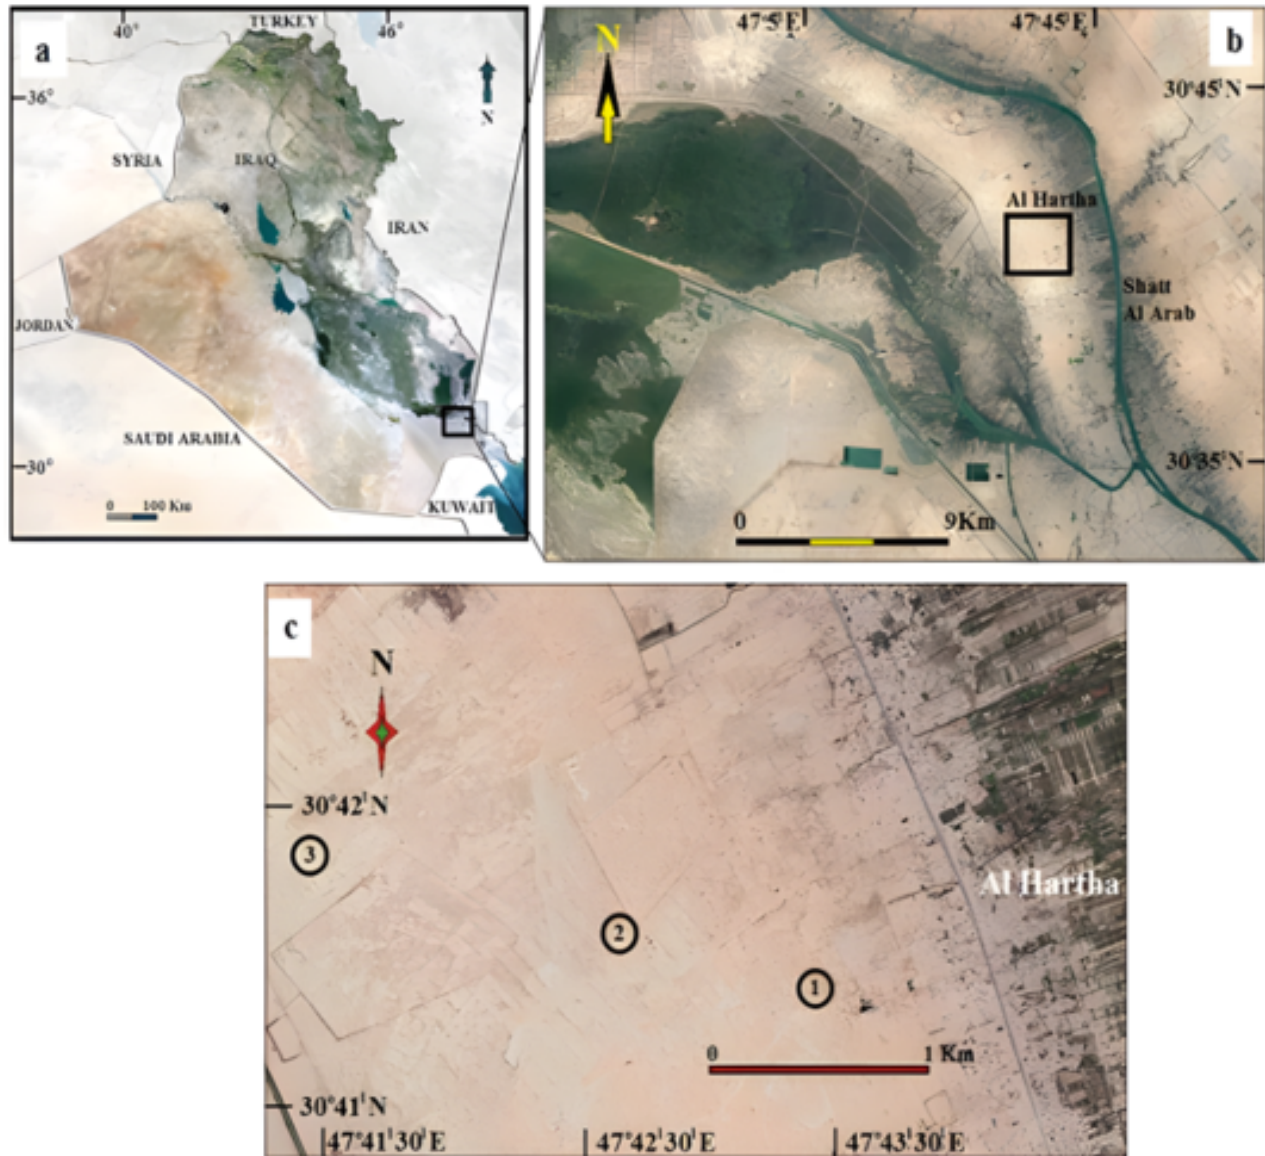 a
40°
TURKEY
46°
N
36°
SYRIA
IRAQ
IRAN
JORDAN
SAUDI ARABIA
30°
0 100 Km
KUWAIT
b
N
30°45' N
Al Hartha
Shatt
Al Arab
30°35' N
0 9Km
c
N
30°42' N
3
Al Hartha
2
1
0 1 Km
30°41' N
47°41'30' E 47°42'30' E 47°43'30' E